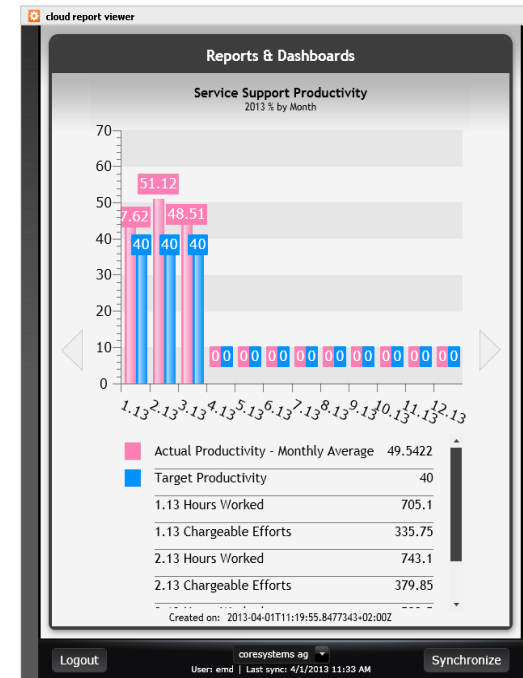 cloud report viewer
Reports & Dashboards
Service Support Productivity
2013 % by Month
70
60
50
40
30
20
10
0
51.12
7.62
48.51
40 40 40
0 0 0 0 0 0 0 0 0 0 0 0 0 0 0 0 0 0
1.13 2.13 3.13 4.13 5.13 6.13 7.13 8.13 9.13 10.13 11.13 12.13
Actual Productivity - Monthly Average 49.5422
Target Productivity 40
1.13 Hours Worked 705.1
1.13 Chargeable Efforts 335.75
2.13 Hours Worked 743.1
2.13 Chargeable Efforts 379.85
Created on: 2013-04-01T11:19:55.8477343+02:00Z
Logout
coresystems ag
User: emd | Last sync: 4/1/2013 11:33 AM
Synchronize